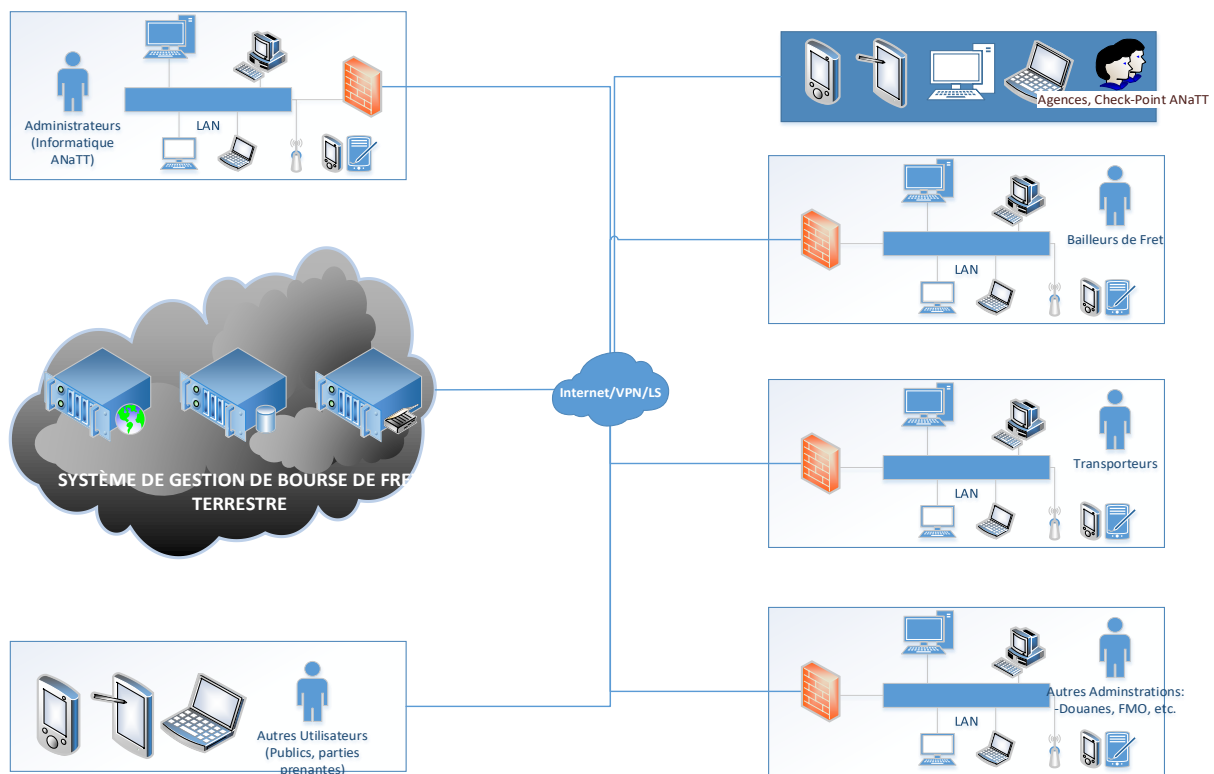 Administrateurs
(Informatique
ANaTT)
LAN
Agences, Check-Point ANaTT
Bailleurs de Fret
LAN
Internet/VPN/LS
SYSTÈME DE GESTION DE BOURSE DE FRE
TERRESTRE
Transporteurs
LAN
Autres Utilisateurs
(Publics, parties
prenantes)
Autres Adminstrations:
-Douanes, FMO, etc.
LAN